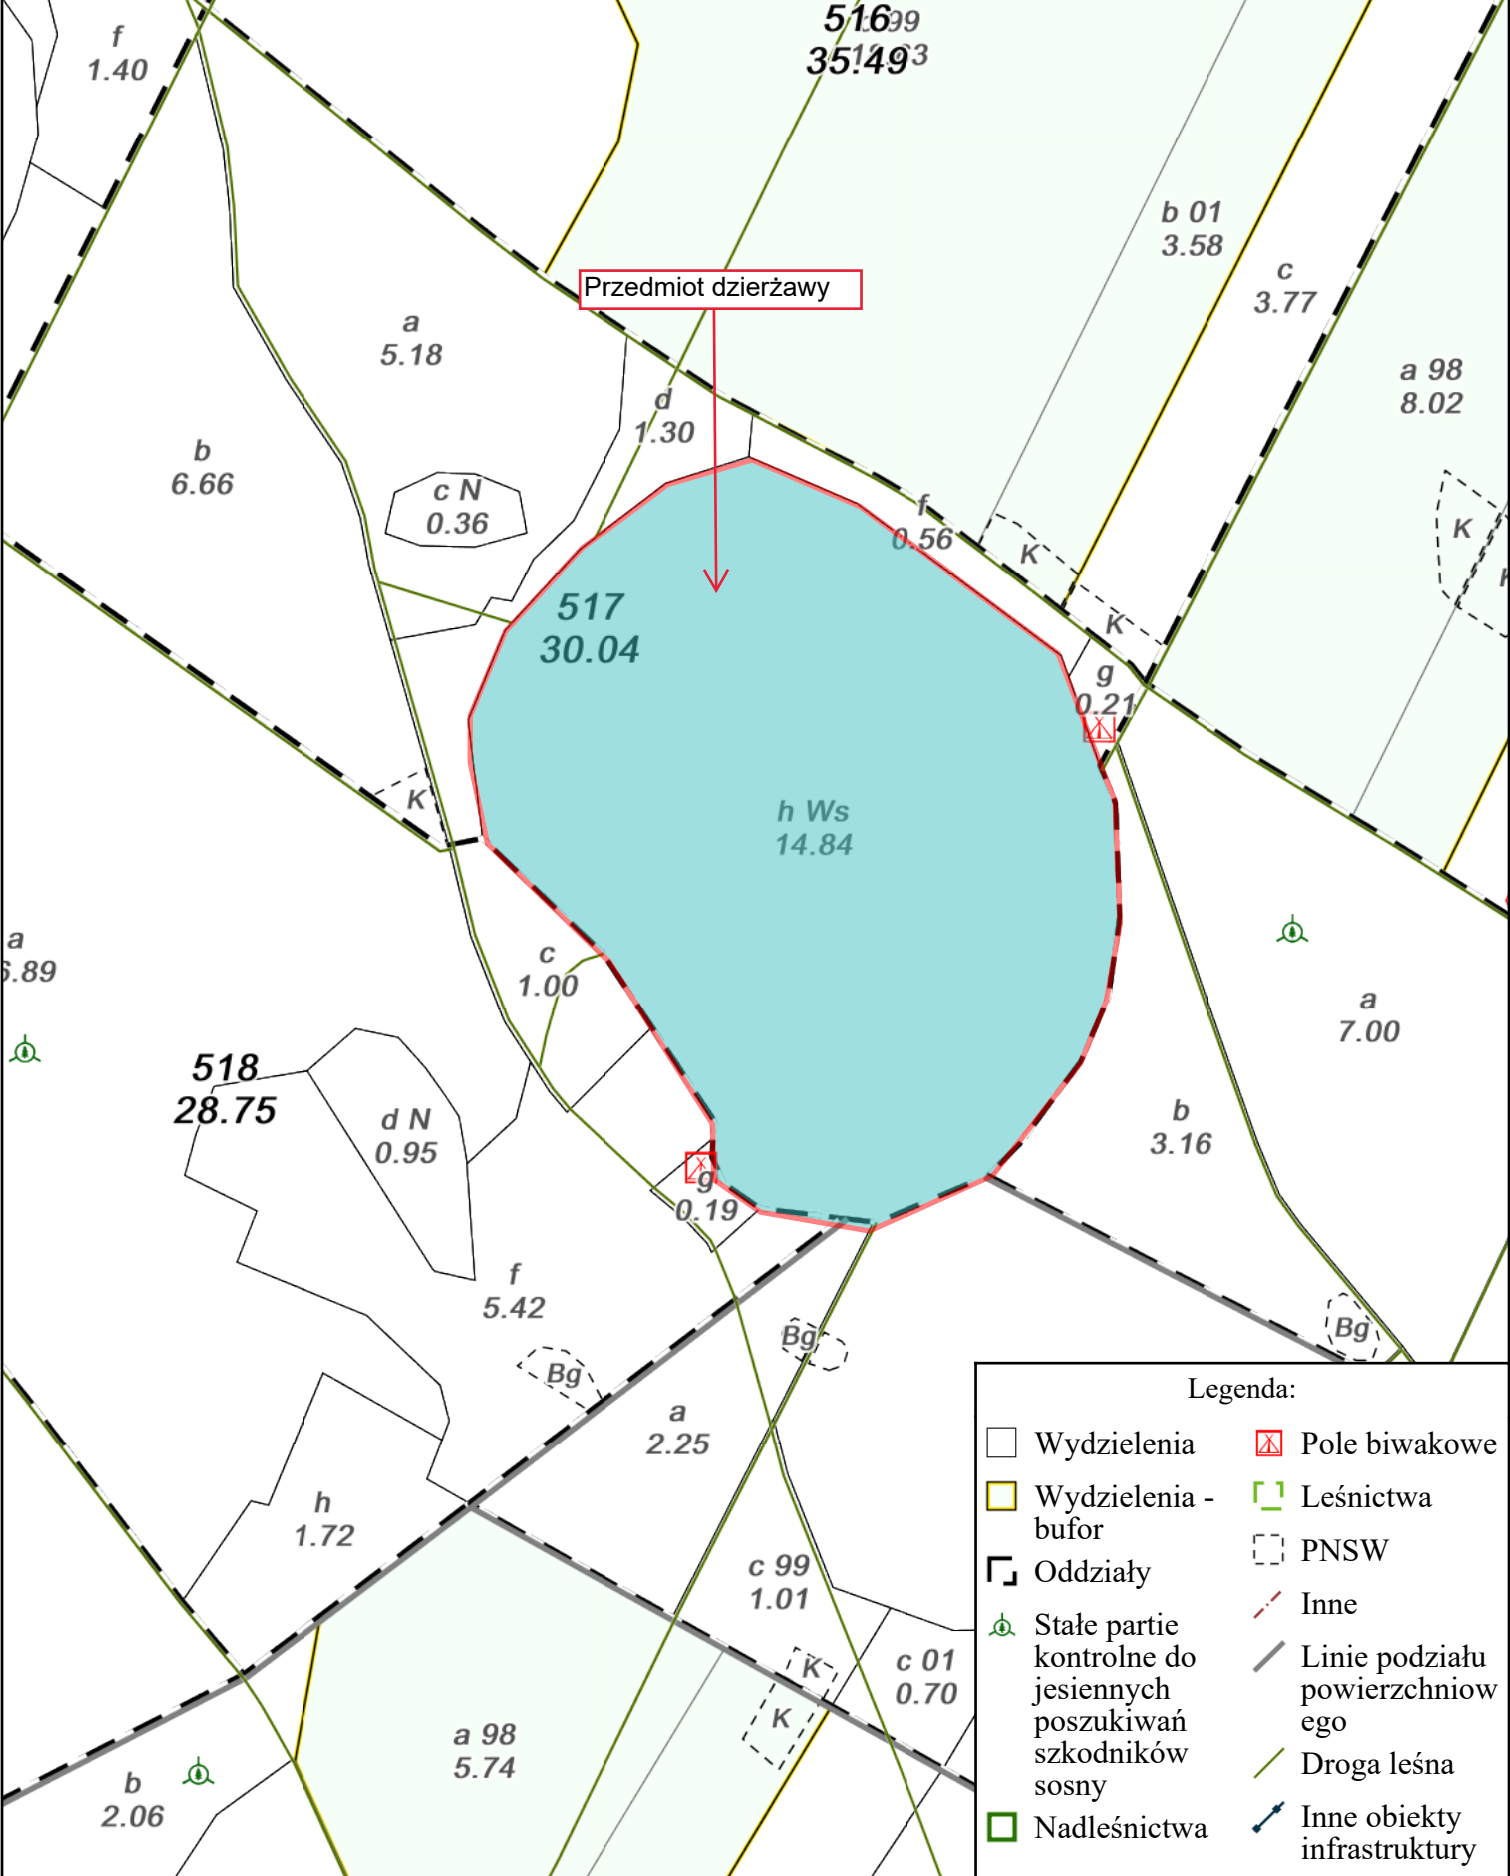 f
1.40
516
35.49
b 01
3.58
c
3.77
a 98
8.02
Przedmiot dzierżawy
a
5.18
d
1.30
b
6.66
c N
0.36
f
0.56
K
K
K
517
30.04
g
0.21
K
h Ws
14.84
a
c
1.00
a
7.00
518
28.75
d N
0.95
b
3.16
g
0.19
f
5.42
Bg
Bg
Bg
a
2.25
h
1.72
c 99
1.01
K
K
c 01
0.70
a 98
5.74
b
2.06
Legenda:
Wydzielenia
Wydzielenia -
bufor
Oddziały
Stałe partie
kontrolne do
jesiennych
poszukiwań
szkodników
sosny
Nadleśnictwa
Pole biwakowe
Leśnictwa
PNSW
Inne
Linie podziału
powierzchniow
ego
Droga leśna
Inne obiekty
infrastruktury